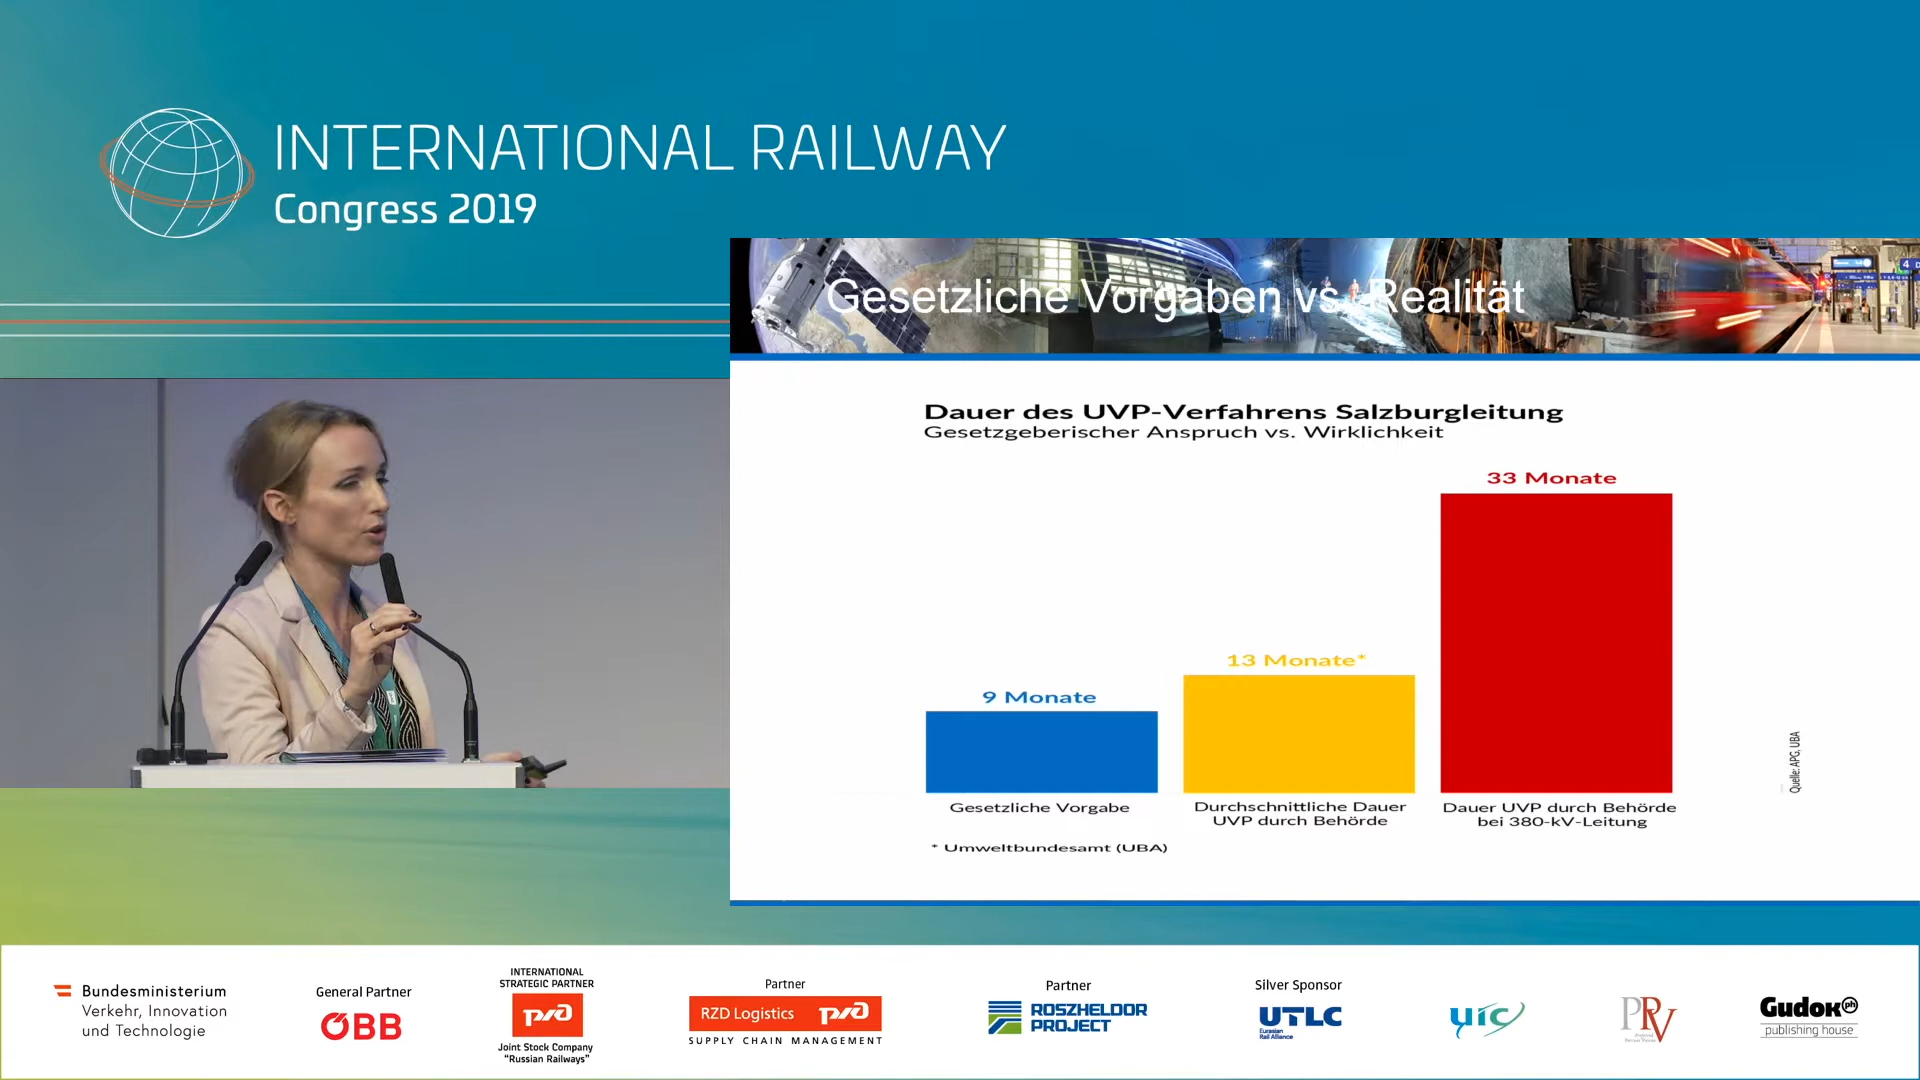 INTERNATIONAL RAILWAY
Congress 2019
Gesetzliche Vorgaben vs. Realität
Dauer des UVP-Verfahrens Salzburgleitung
Gesetzgeberischer Anspruch vs. Wirklichkeit
9 Monate
13 Monate*
33 Monate
Gesetzliche Vorgabe
Durchschnittliche Dauer
UVP durch Behörde
Dauer UVP durch Behörde
bei 380-kV-Leitung
* Umweltbundesamt (UBA)
Quelle: APG, UBA
Bundesministerium
Verkehr, Innovation
und Technologie
General Partner
ÖBB
INTERNATIONAL
STRATEGIC PARTNER
Joint Stock Company
"Russian Railways"
Partner
RZD Logistics
SUPPLY CHAIN MANAGEMENT
Partner
ROSZHELDOR
PROJECT
Silver Sponsor
UTLC
Eurasian
Rail Alliance
uic
PRV
Gudok ph
publishing house